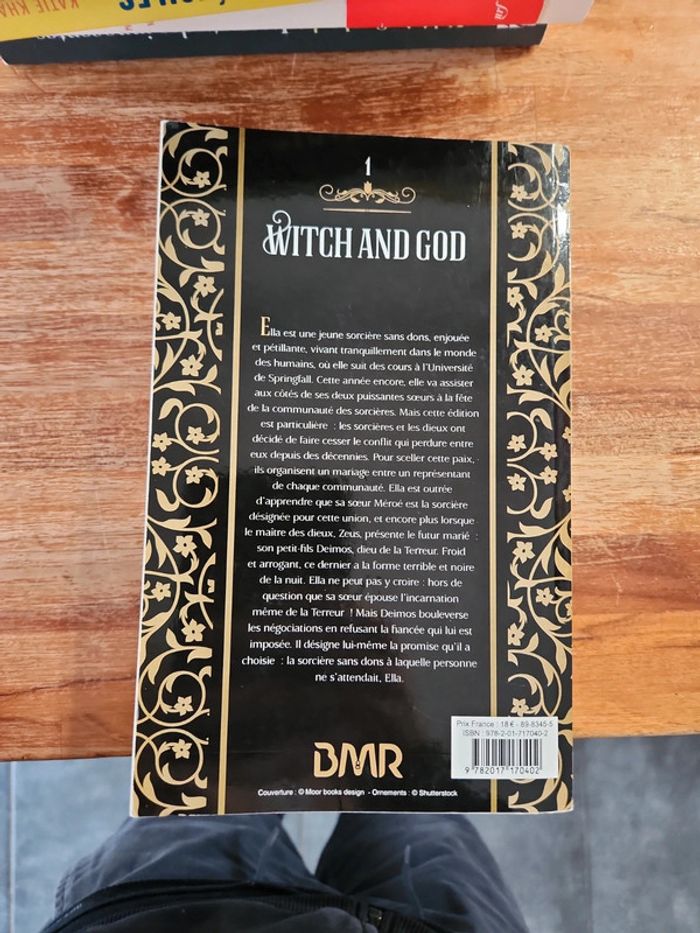 KATIE KHA
1
WITCH AND GOD
Ella est une jeune sorcière sans dons, enjouée
et pétillante, vivant tranquillement dans le monde
des humains, où elle suit des cours à l'Université
de Springfall. Cette année encore, elle va assister
aux côtés de ses deux puissantes sœurs à la fête
de la communauté des sorcières. Mais cette édition
est particulière : les sorcières et les dieux ont
décidé de faire cesser le conflit qui perdure entre
eux depuis des décennies. Pour sceller cette paix,
ils organisent un mariage entre un représentant
de chaque communauté. Ella est outrée
d'apprendre que sa sœur Méroé est la sorcière
désignée pour cette union, et encore plus lorsque
le maître des dieux, Zeus, présente le futur marié :
son petit-fils Deimos, dieu de la Terreur. Froid
et arrogant, ce dernier a la forme terrible et noire
de la nuit. Ella ne peut pas y croire : hors de
question que sa sœur épouse l'incarnation
même de la Terreur ! Mais Deimos bouleverse
les négociations en refusant la fiancée qui lui est
imposée. Il désigne lui-même la promise qu'il a
choisie : la sorcière sans dons à laquelle personne
ne s'attendait, Ella.
Prix France : 18 € - 89-8345-5
ISBN : 978-2-01-717040-2
9 782017 170402
BMR
Couverture : © Moor books design - Ornements : © Shutterstock